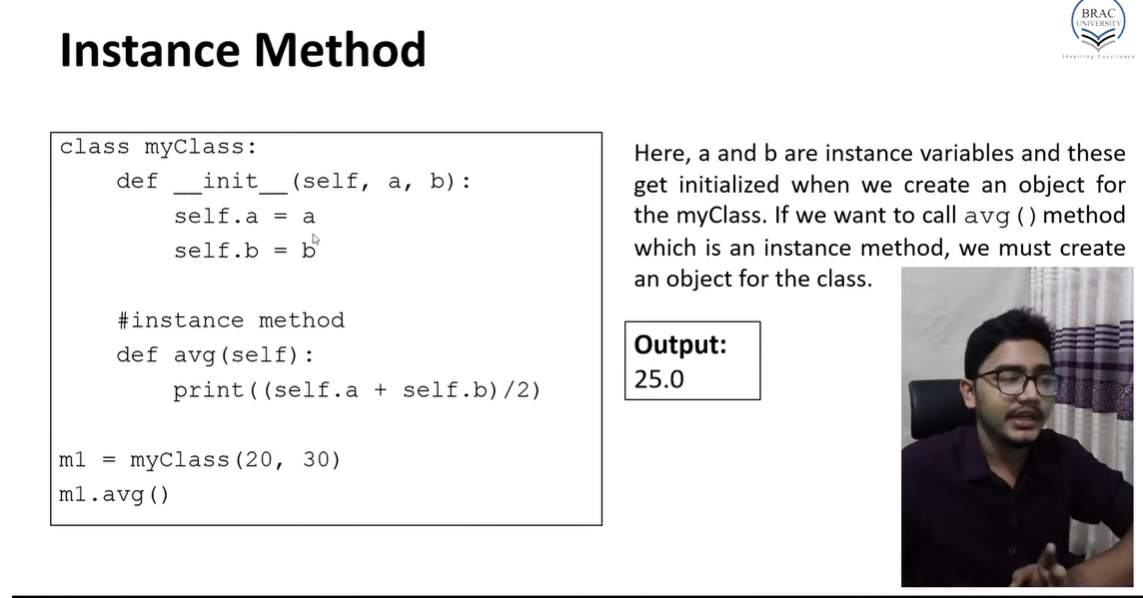 BRAC
UNIVERSITY
Inspiring Excellence
Instance Method
class myClass:
    def __init__(self, a, b):
        self.a = a
        self.b = b
    #instance method
    def avg(self):
        print((self.a + self.b)/2)
m1 = myClass(20, 30)
m1.avg()
Here, a and b are instance variables and these
get initialized when we create an object for
the myClass. If we want to call avg() method
which is an instance method, we must create
an object for the class.
Output:
25.0